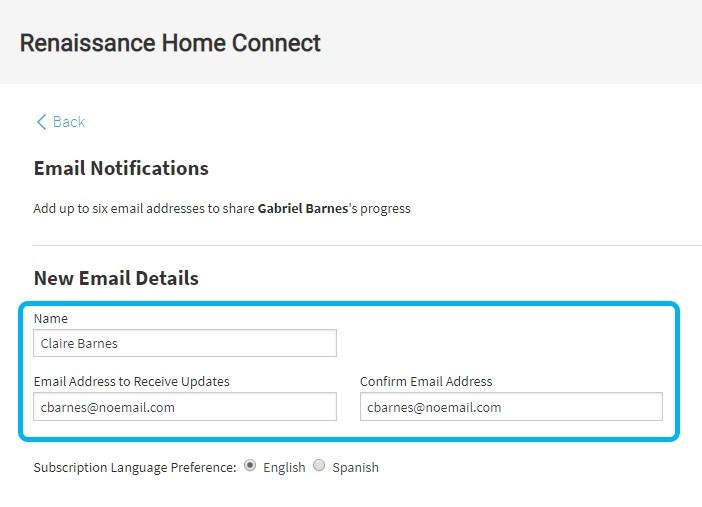 Renaissance Home Connect
Back
Email Notifications
Add up to six email addresses to share Gabriel Barnes's progress
New Email Details
Name
Claire Barnes
Email Address to Receive Updates Confirm Email Address
cbarnes@noemail.com cbarnes@noemail.com
Subscription Language Preference: English Spanish